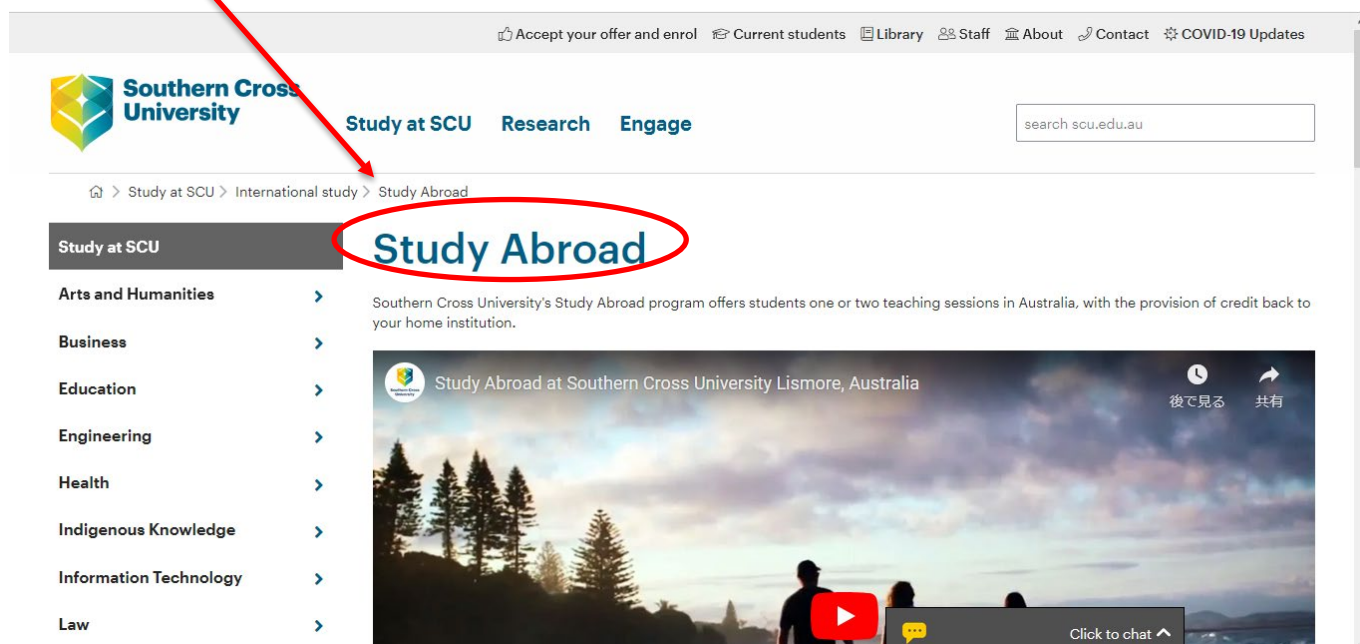 Accept your offer and enrol Current students Library Staff About Contact COVID-19 Updates
Southern Cross
University
Study at SCU Research Engage
search scu.edu.au
> Study at SCU > International study > Study Abroad
Study at SCU
Study Abroad
Arts and Humanities
Business
Education
Engineering
Health
Indigenous Knowledge
Information Technology
Law
Southern Cross University's Study Abroad program offers students one or two teaching sessions in Australia, with the provision of credit back to
your home institution.
Study Abroad at Southern Cross University Lismore, Australia
後で見る 共有
Click to chat